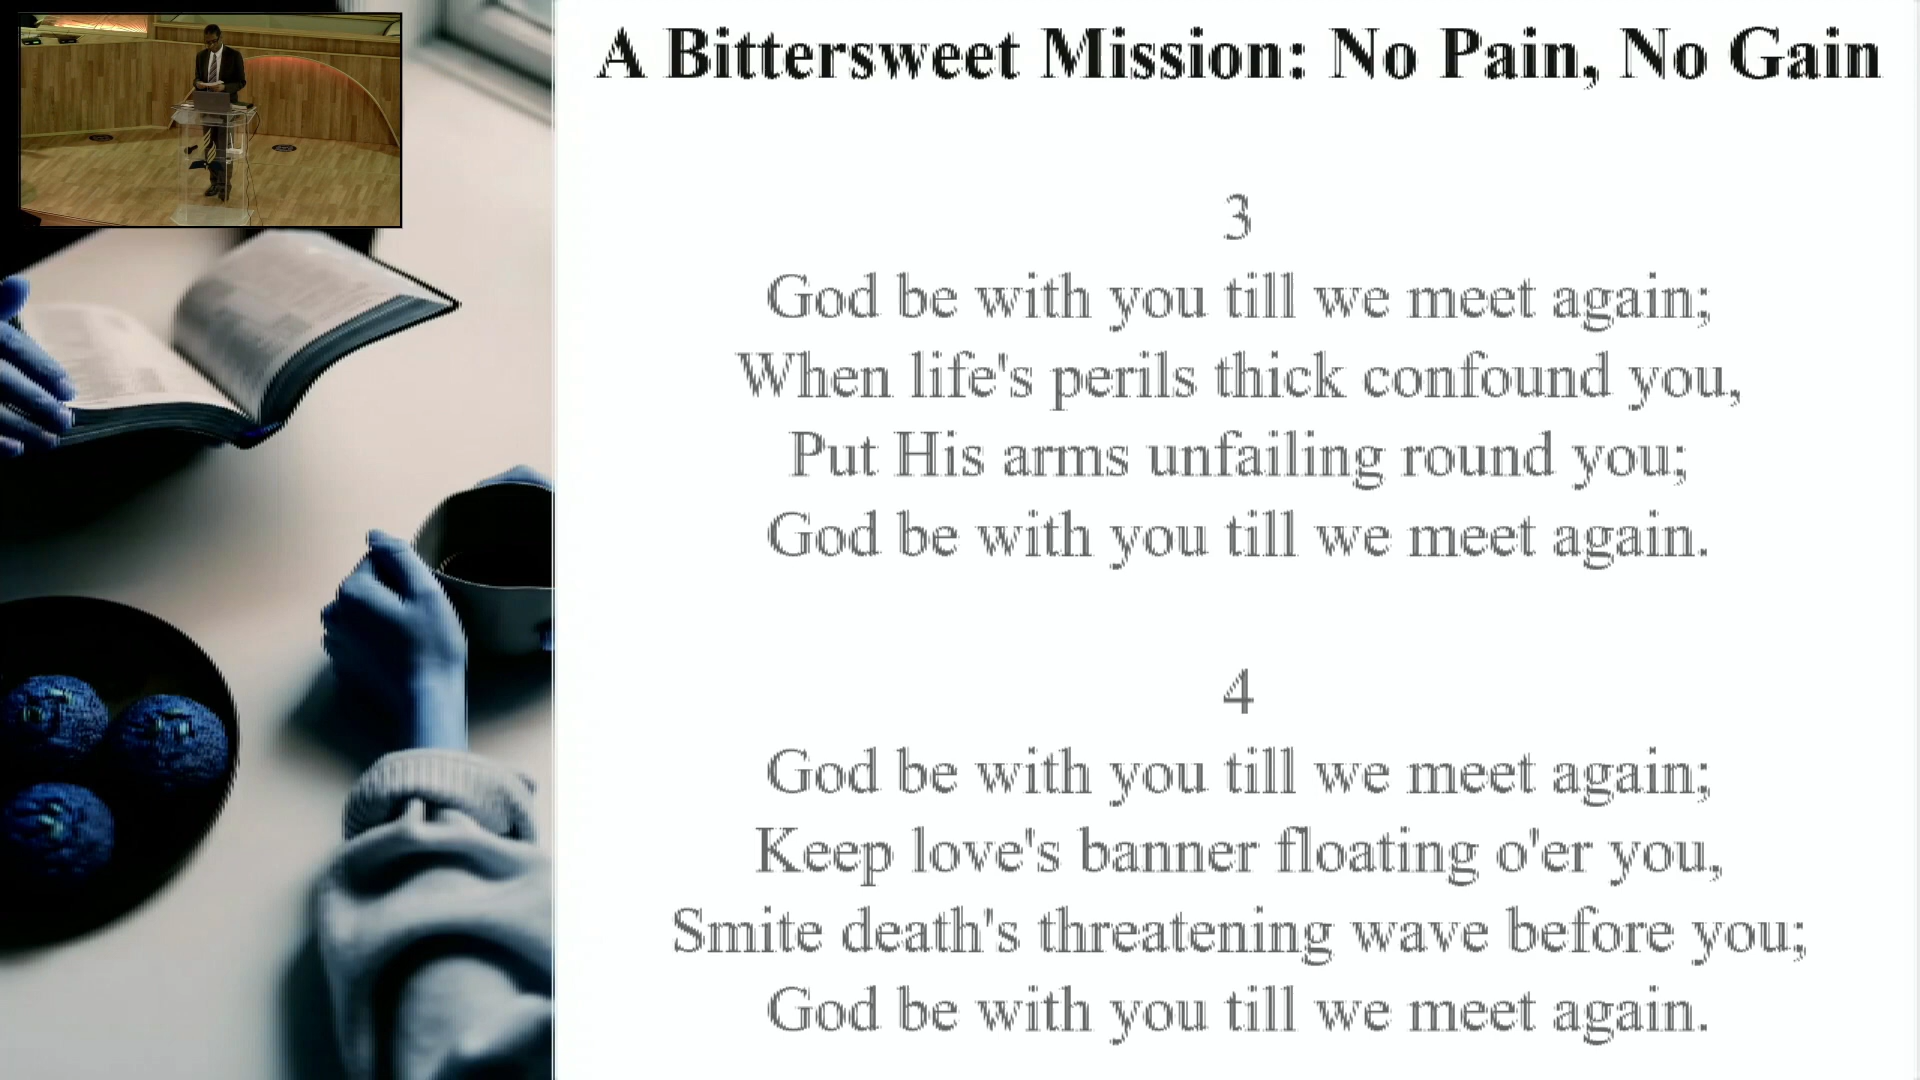 A Bittersweet Mission: No Pain, No Gain
3
God be with you till we meet again;
When life's perils thick confound you,
Put His arms unfailing round you;
God be with you till we meet again.
4
God be with you till we meet again;
Keep love's banner floating o'er you,
Smite death's threatening wave before you;
God be with you till we meet again.